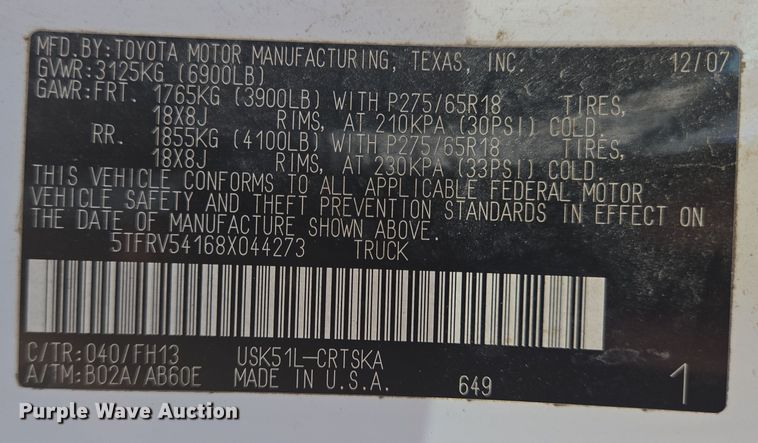 MFD. BY: TOYOTA MOTOR MANUFACTURING, TEXAS, INC. 12/07
GVWR: 3125KG (6900LB)
GAWR: FRT. 1765KG (3900LB) WITH P275/65R18 TIRES,
18X8J RIMS, AT 210KPA (30PSI) COLD.
RR. 1855KG (4100LB) WITH P275/65R18 TIRES,
18X8J RIMS, AT 230KPA (33PSI) COLD.
THIS VEHICLE CONFORMS TO ALL APPLICABLE FEDERAL MOTOR
VEHICLE SAFETY AND THEFT PREVENTION STANDARDS IN EFFECT ON
THE DATE OF MANUFACTURE SHOWN ABOVE.
5TFRV54168X044273 TRUCK
C/TR: 040/FH13 USK51L-CRTSKA
A/TM: B02A/AB60E MADE IN U.S.A. 649 1
Purple Wave Auction